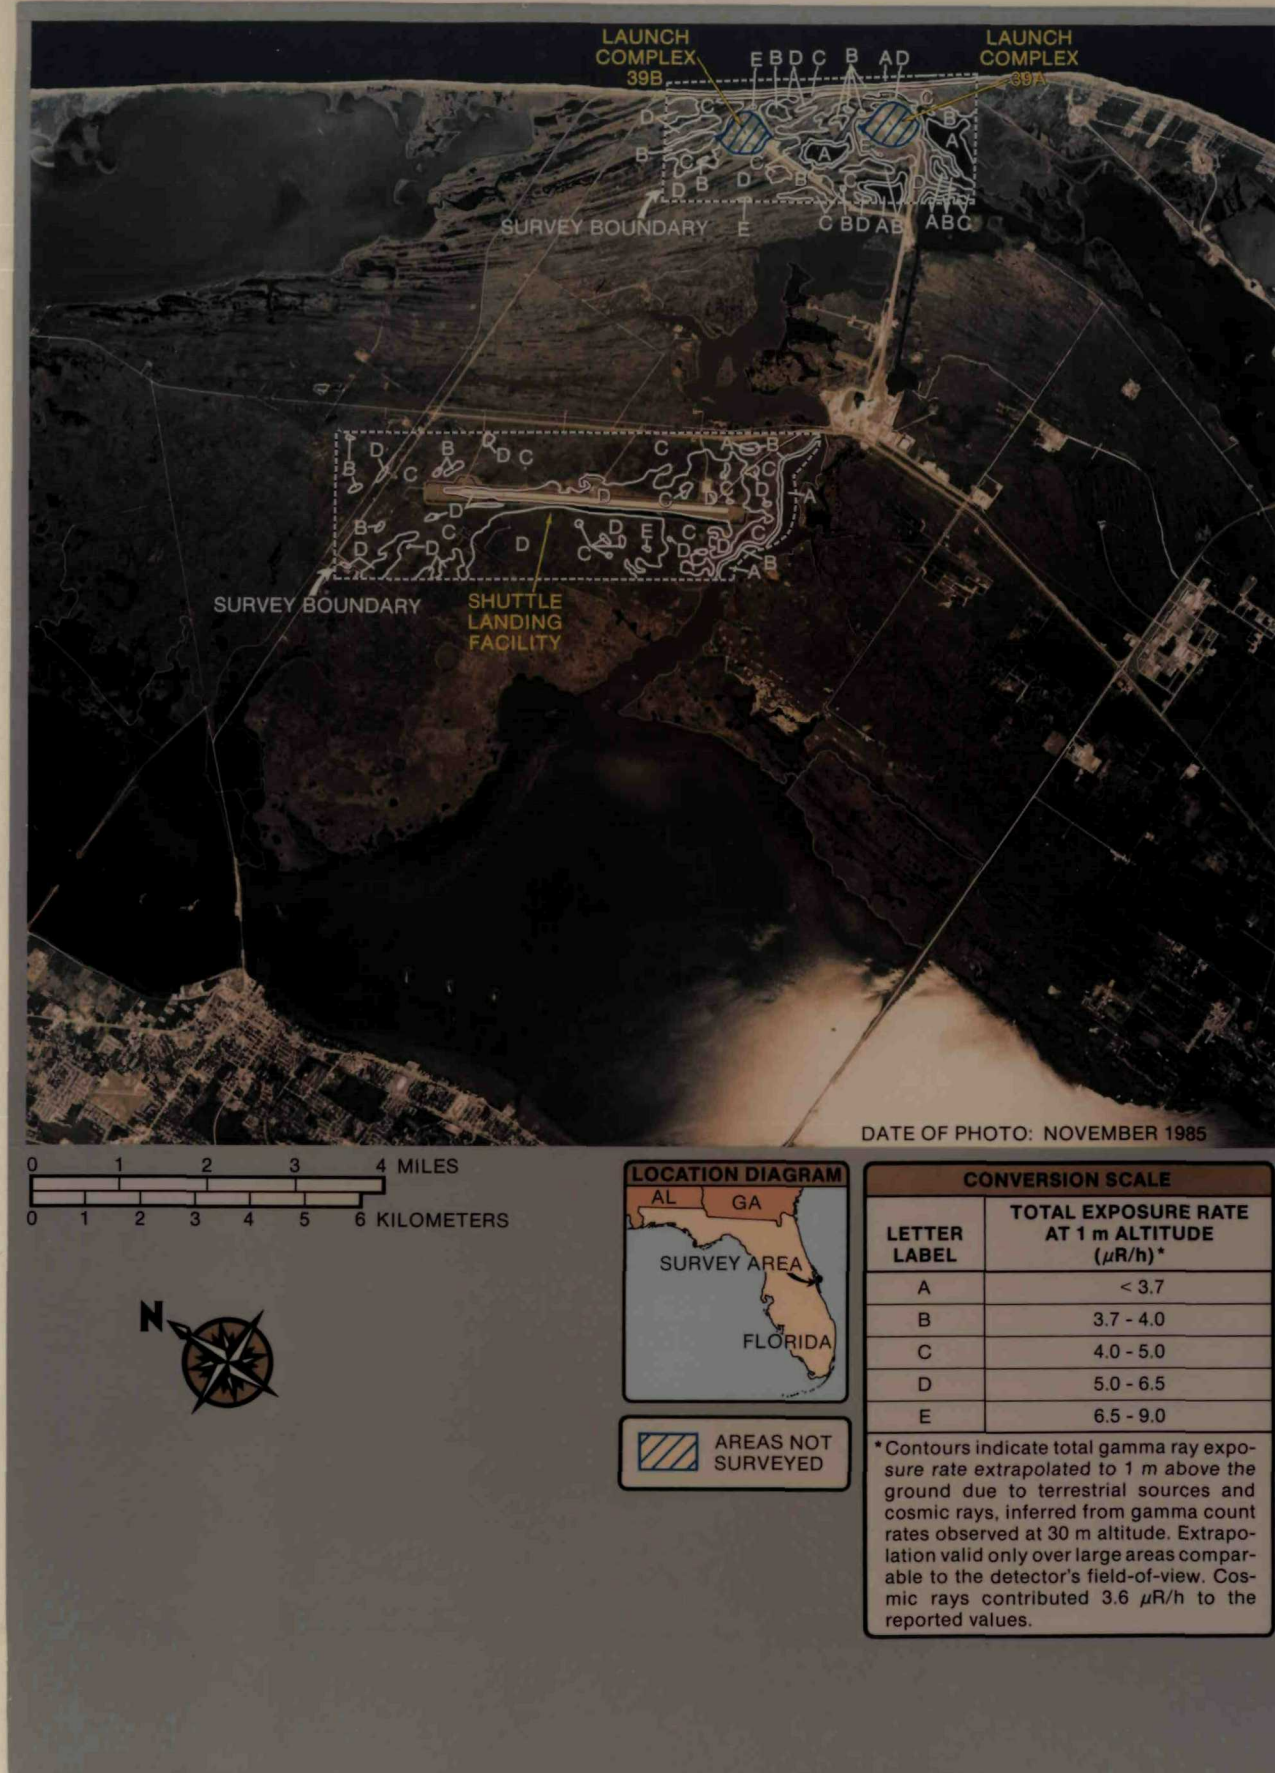 LAUNCH
COMPLEX
39B
LAUNCH
COMPLEX
39A
E B D C B A D
D
C
C
B
A
B
C
B
D
C
D
B
A
E
C
D
SURVEY BOUNDARY
E
C B D A B
A B C
B
D
C
B
D
D C
C
A
B
C
D
C
C
D
D
A
B
D
D
C
D
D
C
D
E
C
D
D
C
B
A
SURVEY BOUNDARY
SHUTTLE
LANDING
FACILITY
DATE OF PHOTO: NOVEMBER 1985
0 1 2 3 4 MILES
0 1 2 3 4 5 6 KILOMETERS
N
LOCATION DIAGRAM
AL GA
SURVEY AREA
FLORIDA
AREAS NOT
SURVEYED
CONVERSION SCALE
LETTER
LABEL
TOTAL EXPOSURE RATE
AT 1 m ALTITUDE
(μR/h)*
A < 3.7
B 3.7 - 4.0
C 4.0 - 5.0
D 5.0 - 6.5
E 6.5 - 9.0
*Contours indicate total gamma ray expo-
sure rate extrapolated to 1 m above the
ground due to terrestrial sources and
cosmic rays, inferred from gamma count
rates observed at 30 m altitude. Extrapo-
lation valid only over large areas compar-
able to the detector's field-of-view. Cos-
mic rays contributed 3.6 μR/h to the
reported values.